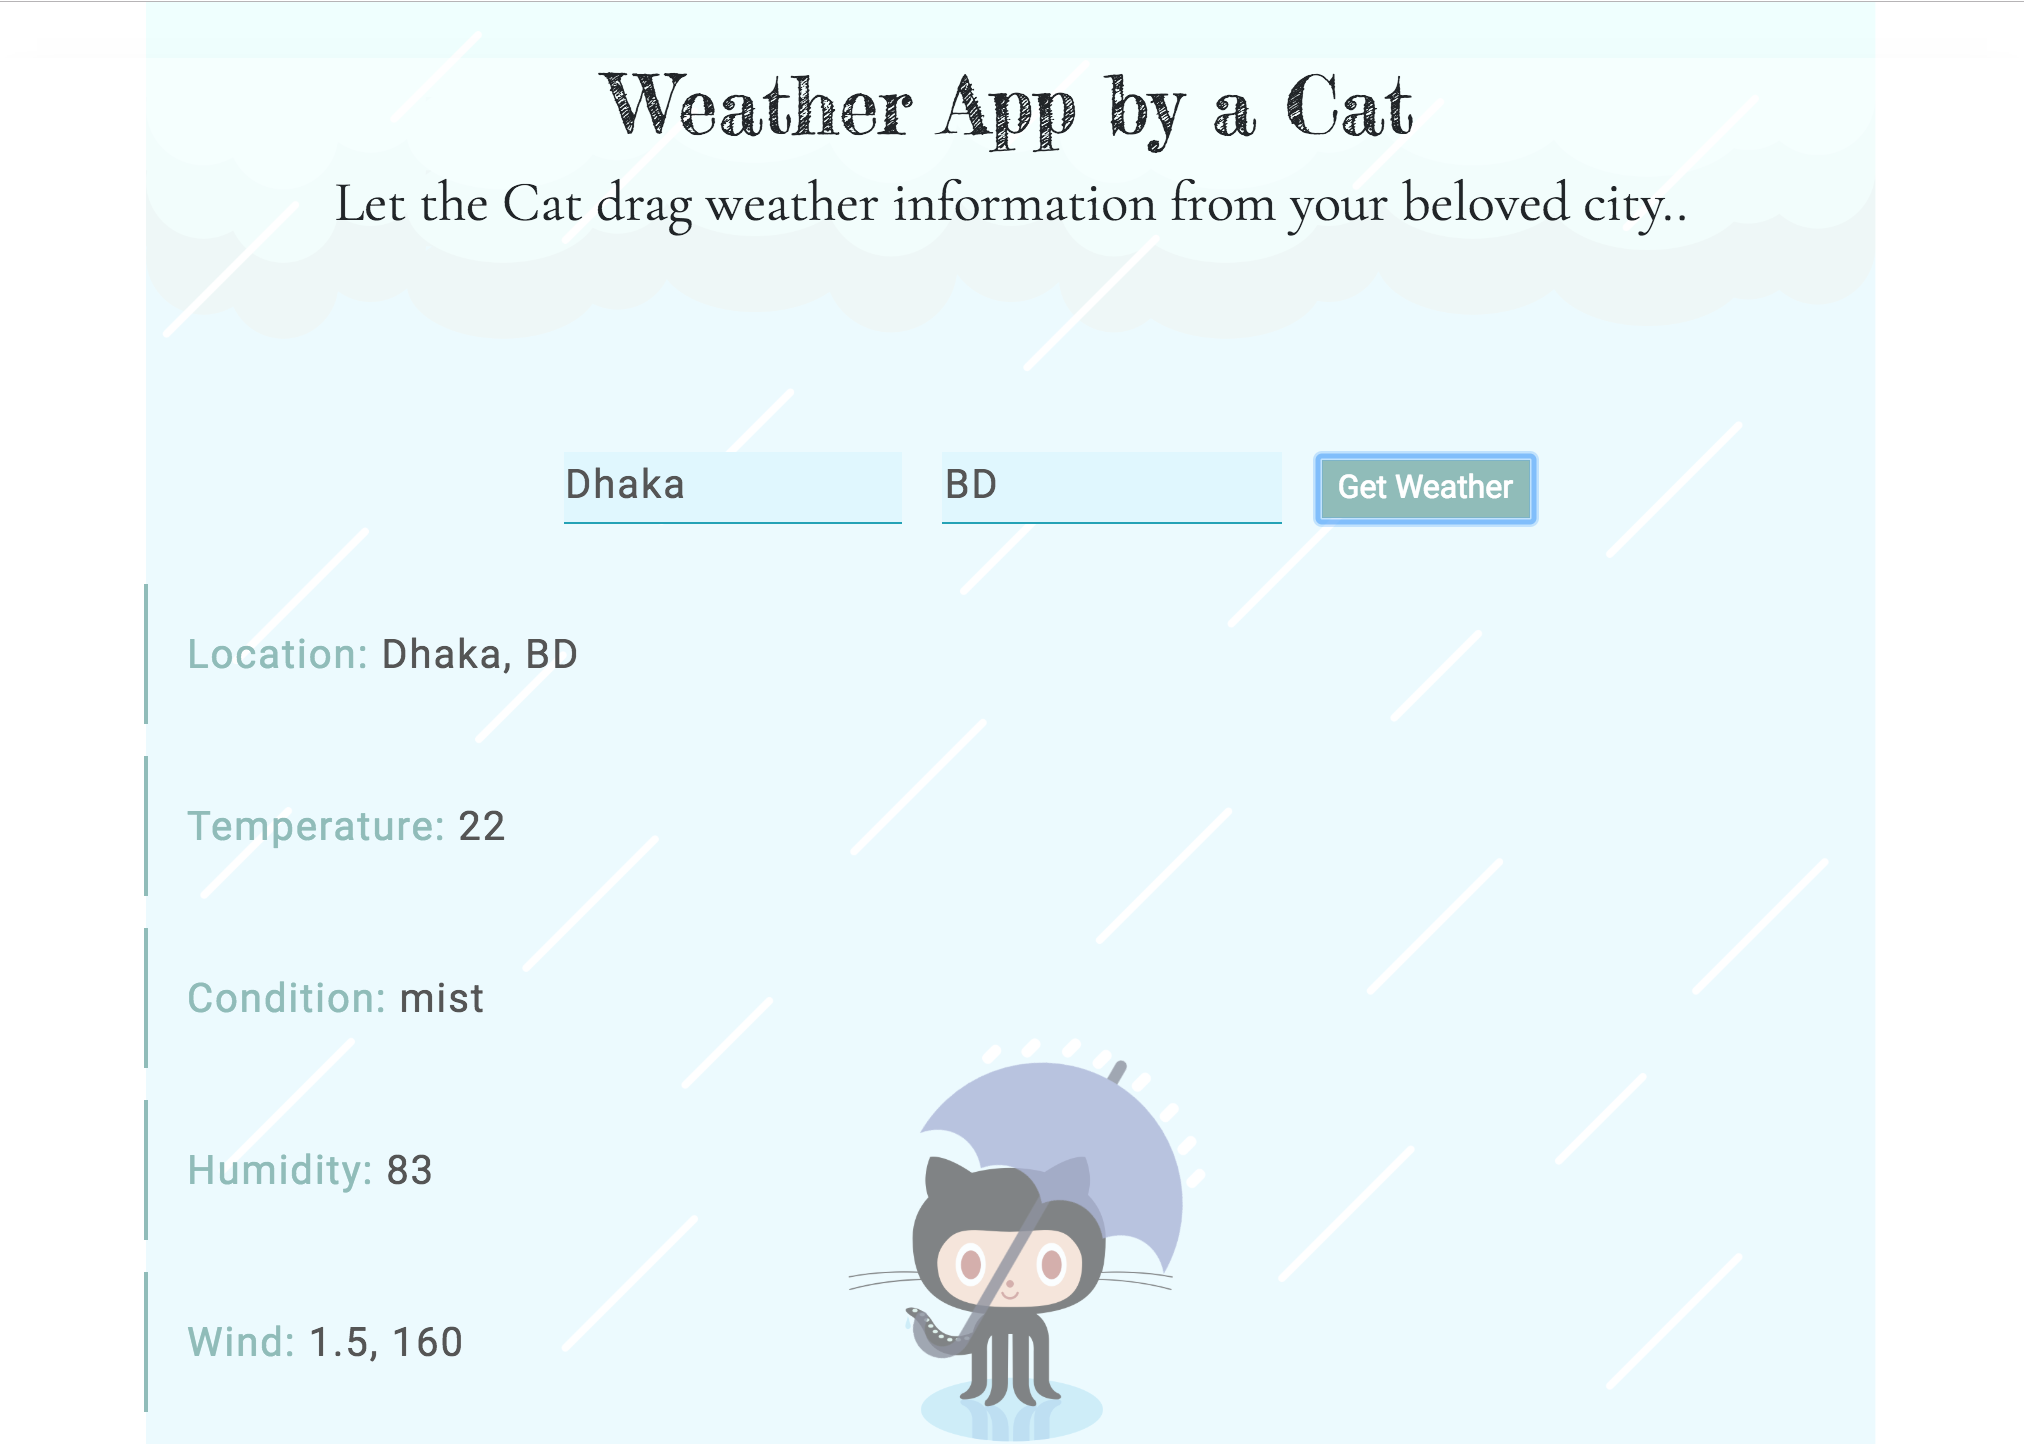 Weather App by a Cat
Let the Cat drag weather information from your beloved city..
Dhaka BD Get Weather
Location: Dhaka, BD
Temperature: 22
Condition: mist
Humidity: 83
Wind: 1.5, 160